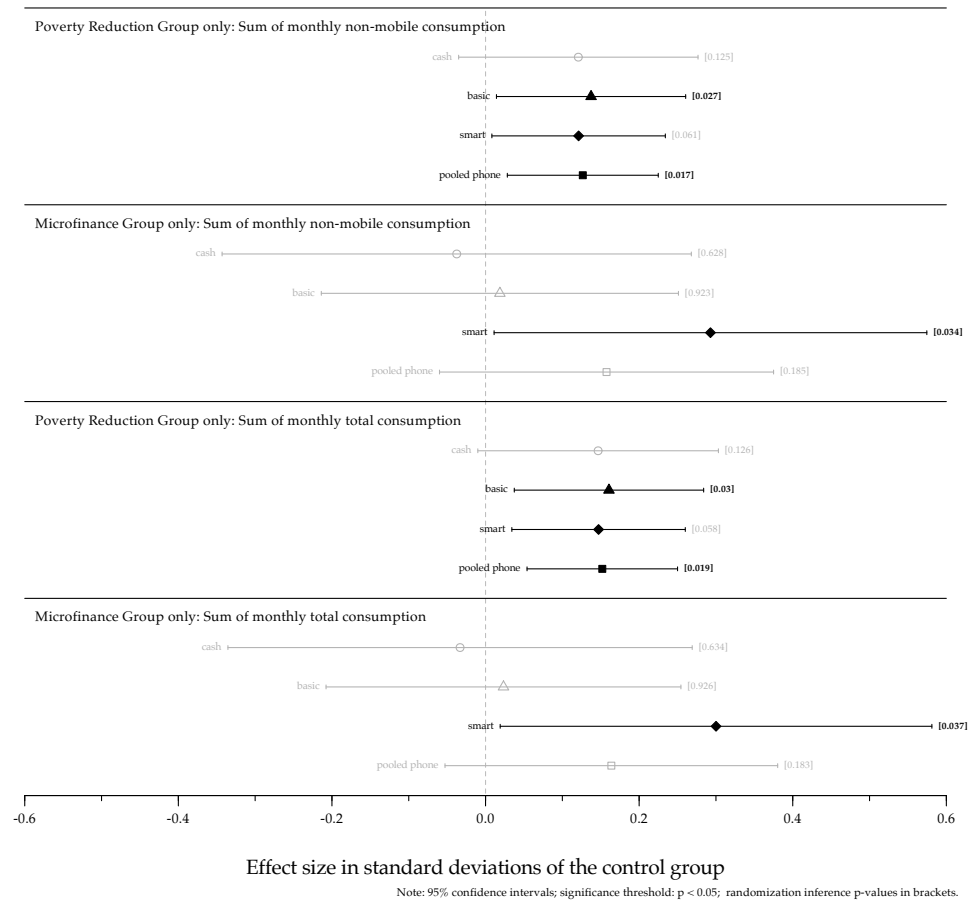 Poverty Reduction Group only: Sum of monthly non-mobile consumption
cash [0.125]
basic [0.027]
smart [0.061]
pooled phone [0.017]
Microfinance Group only: Sum of monthly non-mobile consumption
cash [0.628]
basic [0.923]
smart [0.034]
pooled phone [0.185]
Poverty Reduction Group only: Sum of monthly total consumption
cash [0.126]
basic [0.03]
smart [0.058]
pooled phone [0.019]
Microfinance Group only: Sum of monthly total consumption
cash [0.634]
basic [0.926]
smart [0.037]
pooled phone [0.183]
-0.6 -0.4 -0.2 0.0 0.2 0.4 0.6
Effect size in standard deviations of the control group
Note: 95% confidence intervals; significance threshold: p < 0.05; randomization inference p-values in brackets.